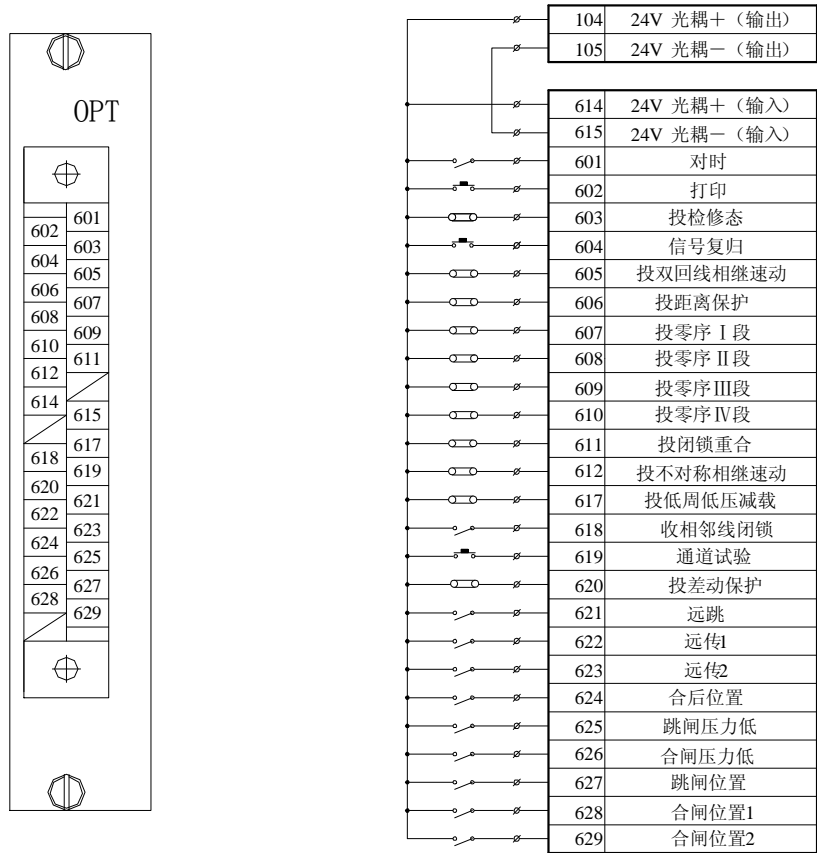 OPT
601
602
603
604
605
606
607
608
609
610
611
612
614
615
617
618
619
620
621
622
623
624
625
626
627
628
629
104 24V 光耦＋（输出）
105 24V 光耦－（输出）
614 24V 光耦＋（输入）
615 24V 光耦－（输入）
601 对时
602 打印
603 投检修态
604 信号复归
605 投双回线相继速动
606 投距离保护
607 投零序Ⅰ段
608 投零序Ⅱ段
609 投零序Ⅲ段
610 投零序Ⅳ段
611 投闭锁重合
612 投不对称相继速动
617 投低周低压减载
618 收相邻线闭锁
619 通道试验
620 投差动保护
621 远跳
622 远传1
623 远传2
624 合后位置
625 跳闸压力低
626 合闸压力低
627 跳闸位置
628 合闸位置1
629 合闸位置2